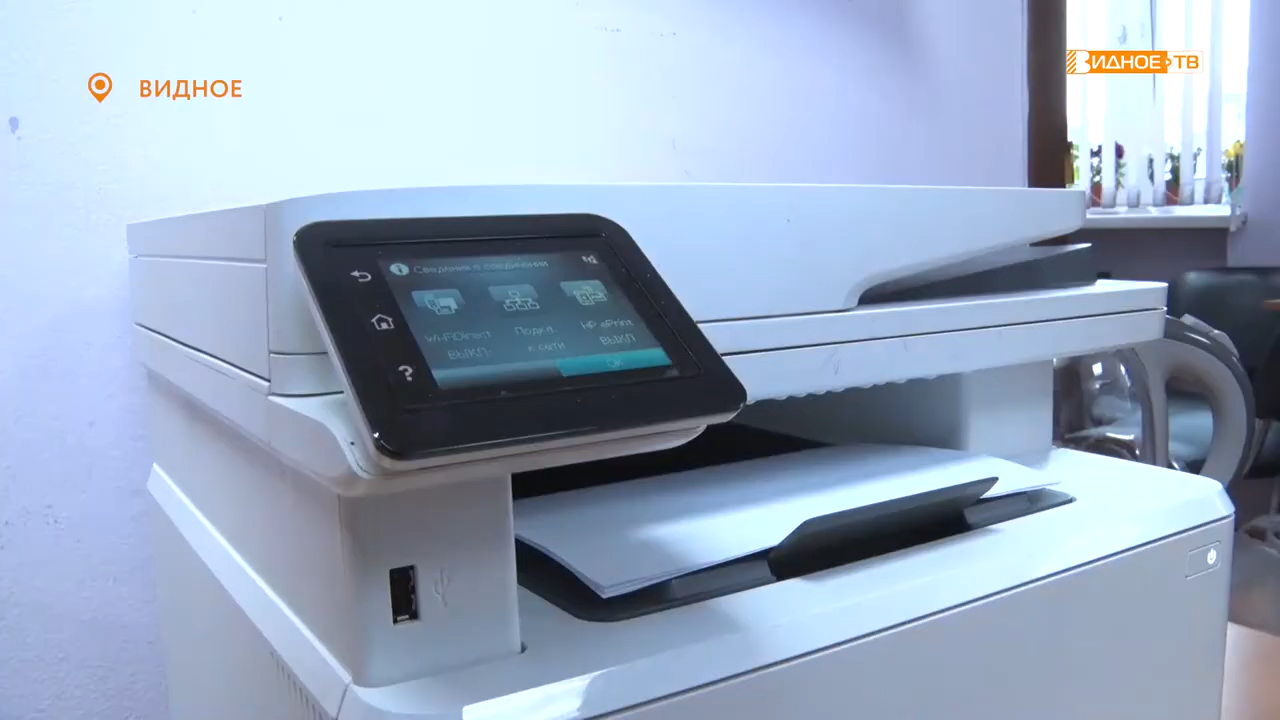 ВИДНОЕ
ВИДНОЕ ТВ
Сведения о соединении
Wi-Fi Direct
ВЫКЛ
Подкл.
к сети
HP ePrint
ВЫКЛ
OK
?